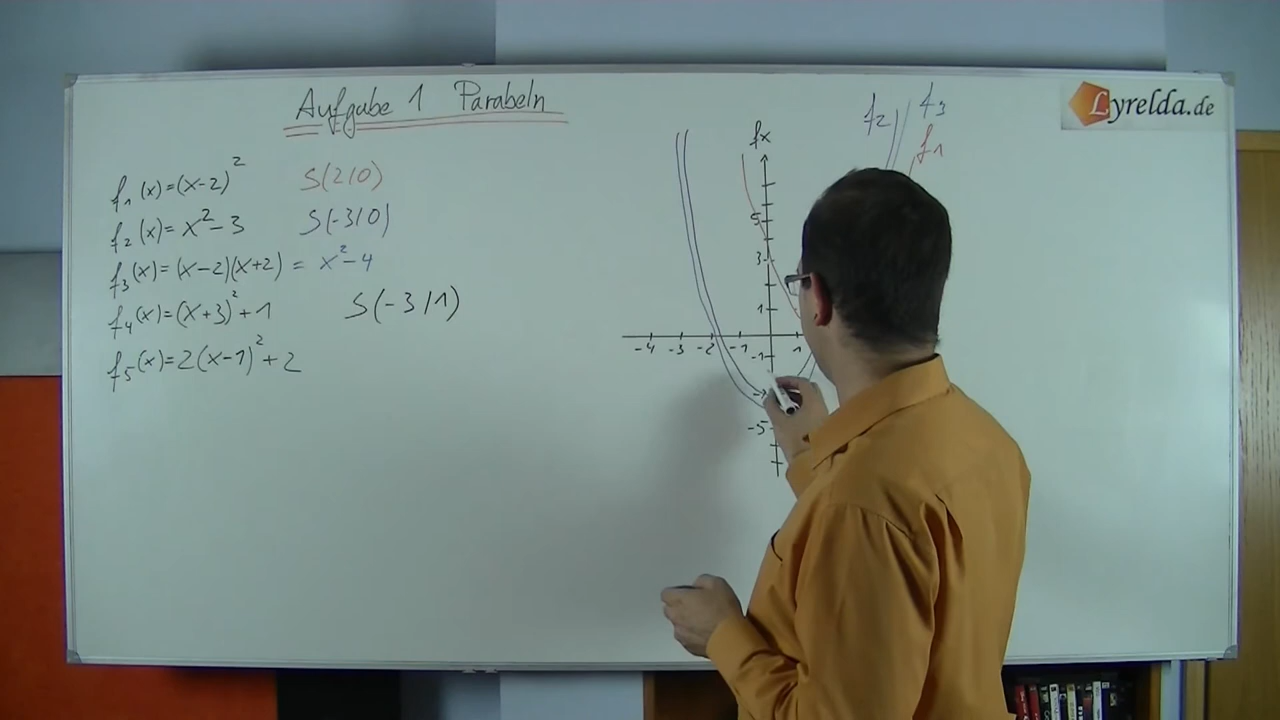 Aufgabe 1 Parabeln
f₁(x)=(x-2)² S(2/0)
f₂(x)=x²-3 S(-3/0)
f₃(x)=(x-2)(x+2) = x²-4
f₄(x)=(x+3)²+1 S(-3/1)
f₅(x)=2(x-1)²+2
f₂ f₃
f₁
fx
5
3
1
-4 -3 -2 -1 1
-1
-5
Lyrelda.de